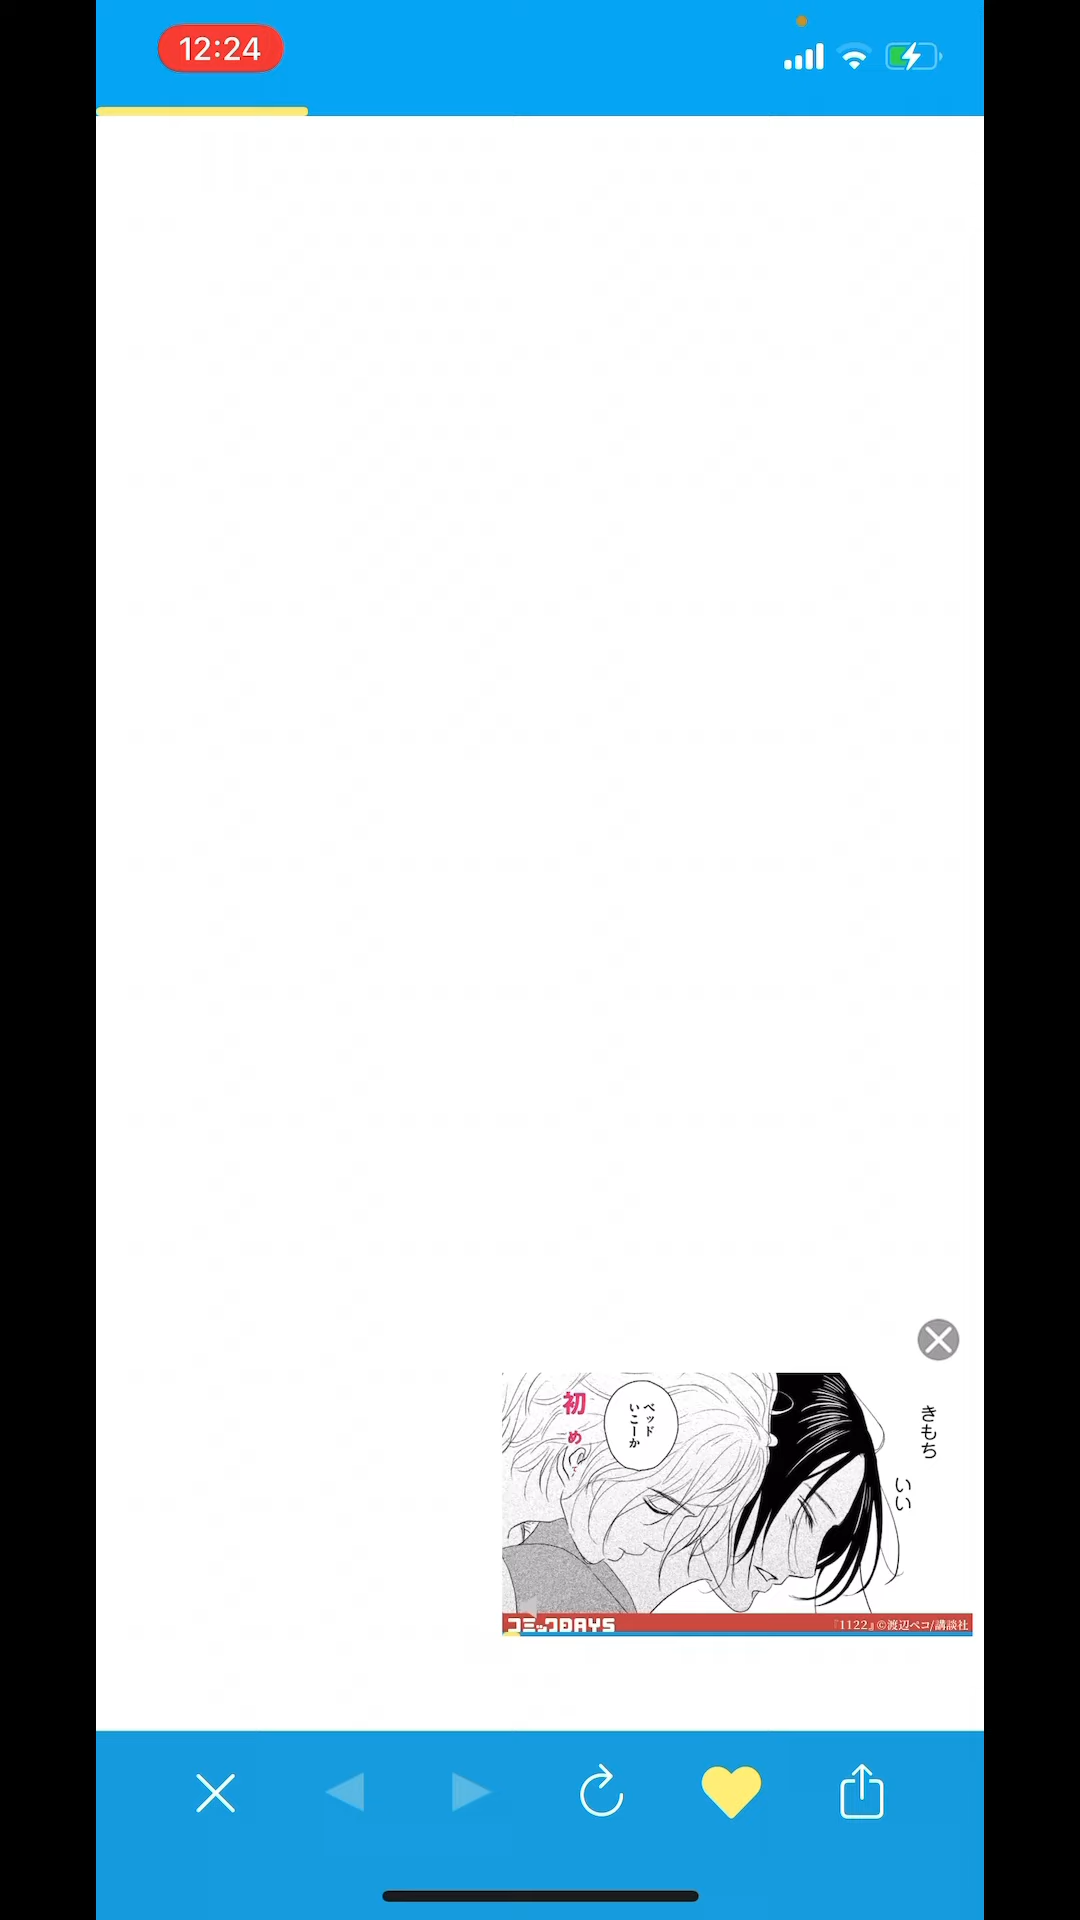 12:24
初
め
ベッド
いこーか
きもち
いい
コミックDAYS
『1122』©渡辺ペコ/講談社